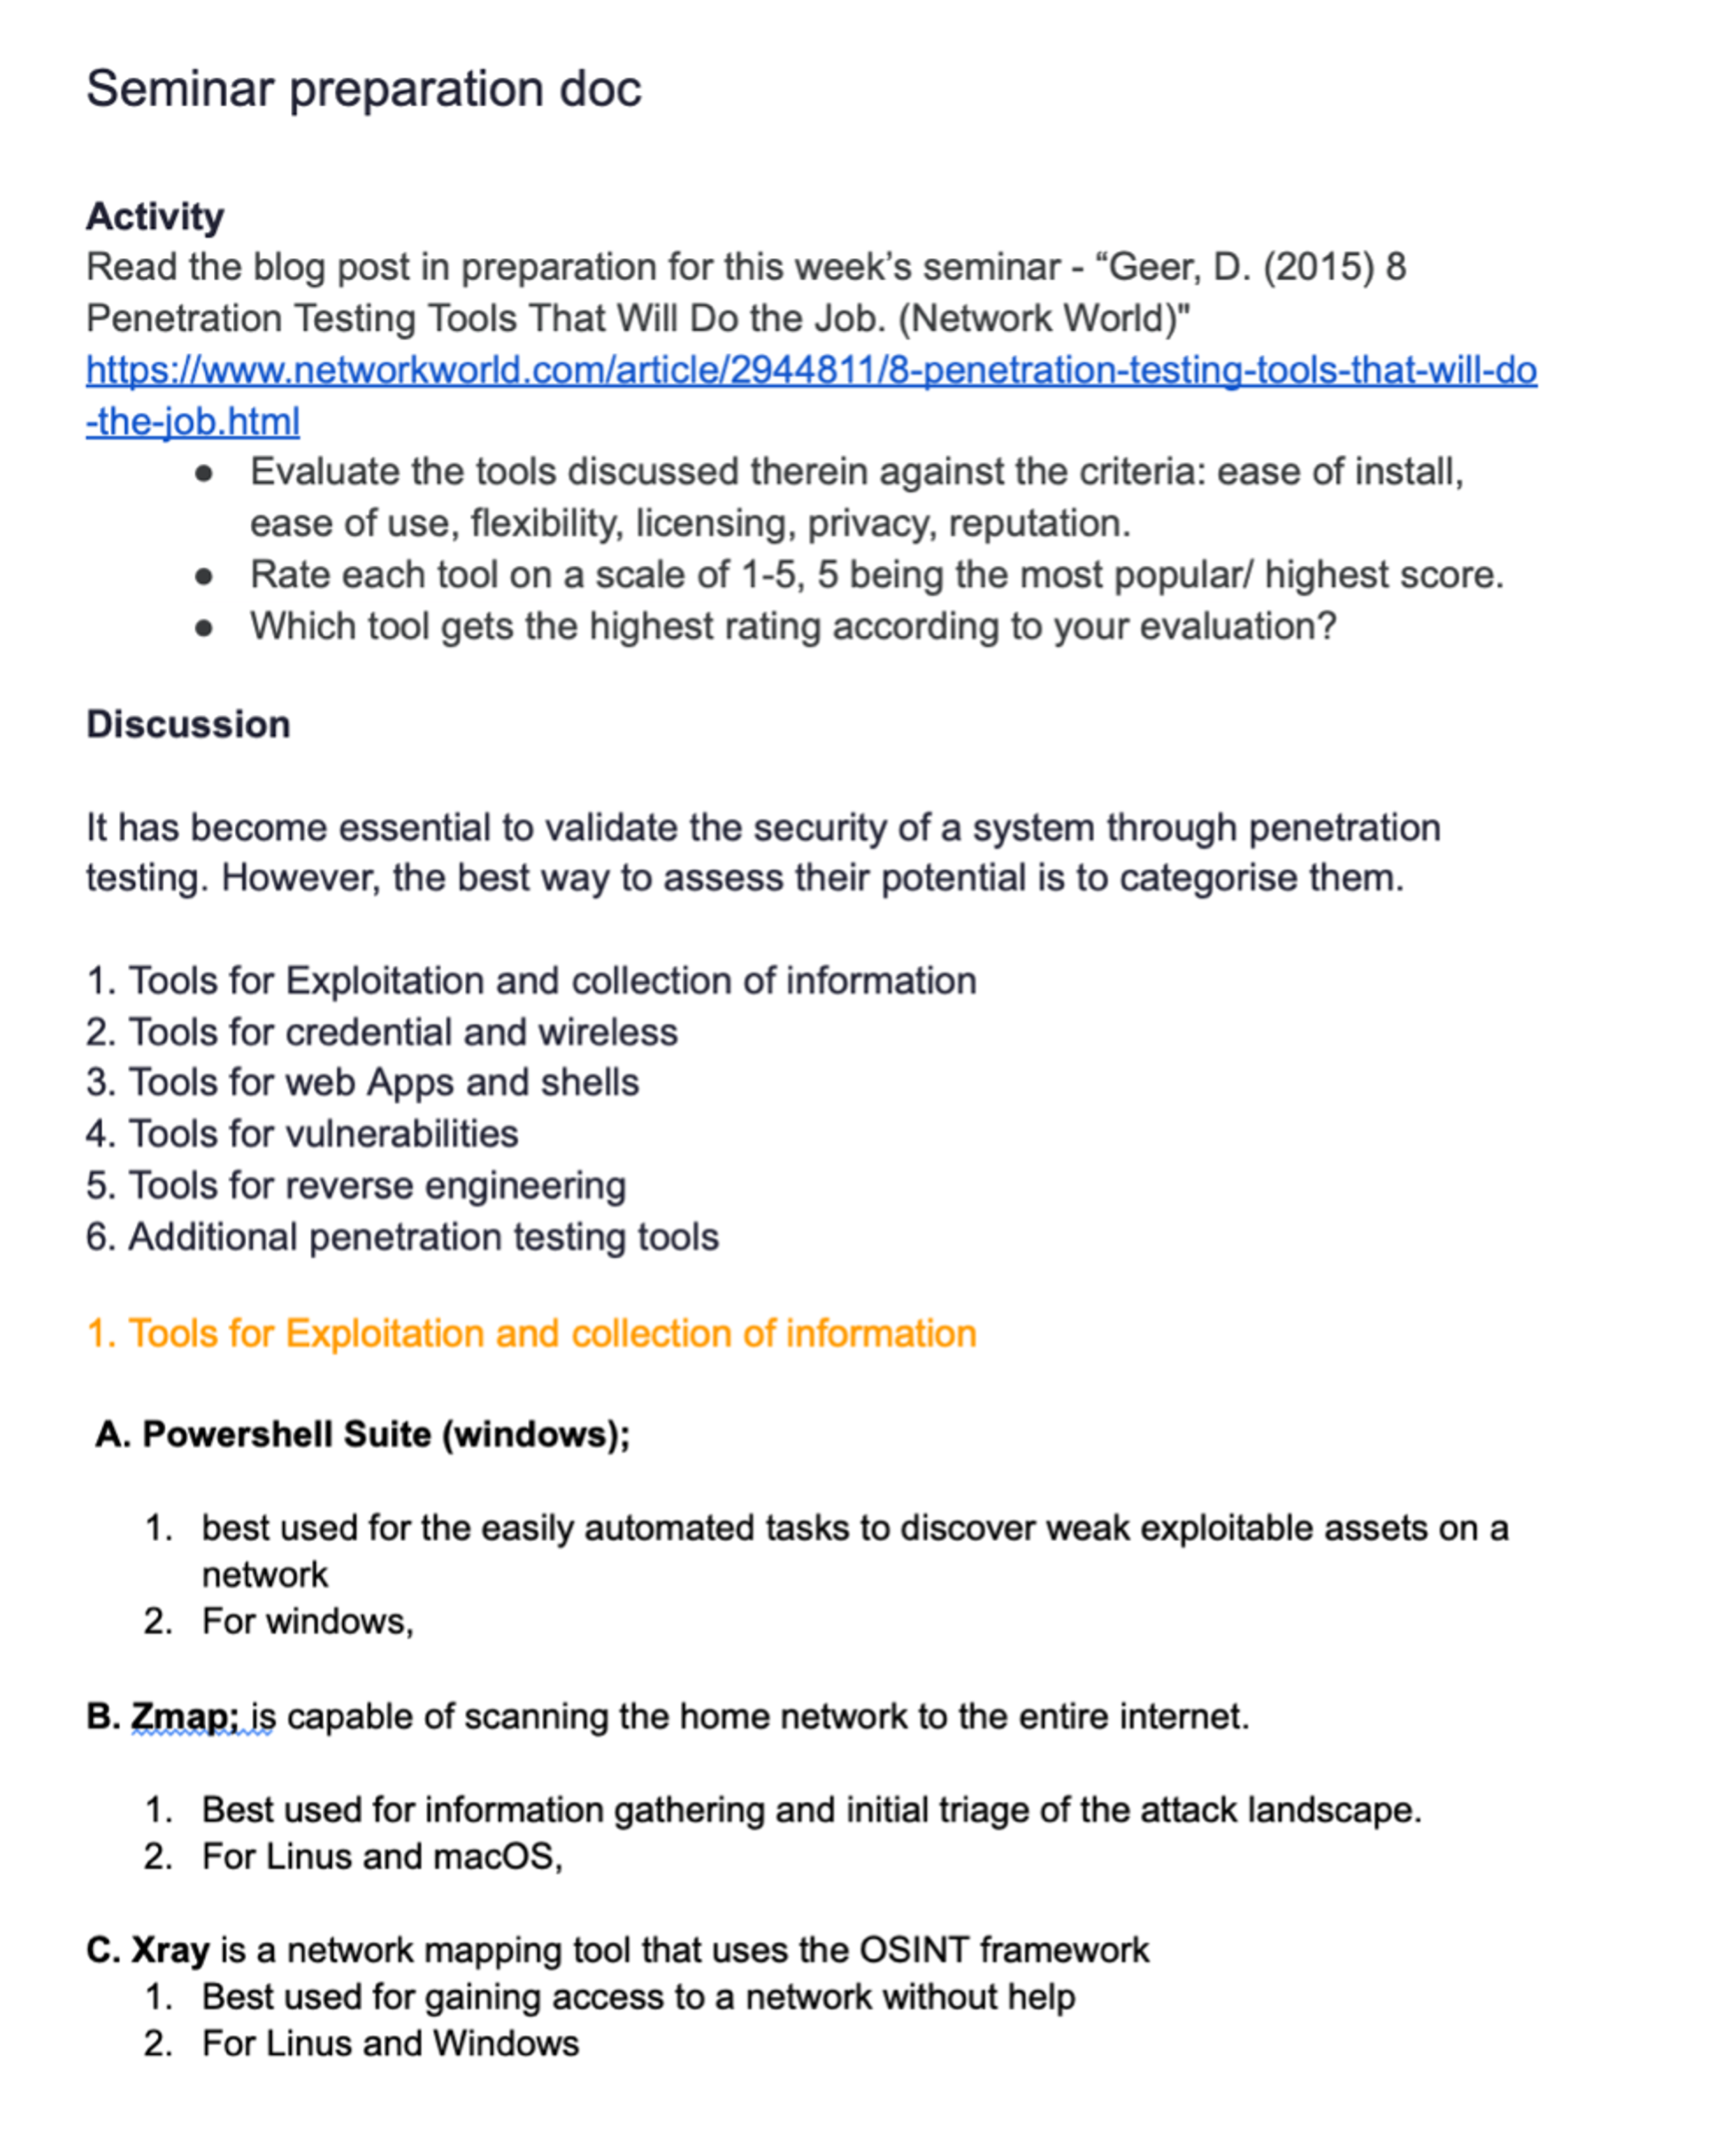 Seminar preparation doc
Activity
Read the blog post in preparation for this week's seminar - “Geer, D. (2015) 8
Penetration Testing Tools That Will Do the Job. (Network World)"
https://www.networkworld.com/article/2944811/8-penetration-testing-tools-that-will-do
-the-job.html
● Evaluate the tools discussed therein against the criteria: ease of install,
ease of use, flexibility, licensing, privacy, reputation.
● Rate each tool on a scale of 1-5, 5 being the most popular/ highest score.
● Which tool gets the highest rating according to your evaluation?
Discussion
It has become essential to validate the security of a system through penetration
testing. However, the best way to assess their potential is to categorise them.
1. Tools for Exploitation and collection of information
2. Tools for credential and wireless
3. Tools for web Apps and shells
4. Tools for vulnerabilities
5. Tools for reverse engineering
6. Additional penetration testing tools
1. Tools for Exploitation and collection of information
A. Powershell Suite (windows);
1. best used for the easily automated tasks to discover weak exploitable assets on a
network
2. For windows,
B. Zmap; is capable of scanning the home network to the entire internet.
1. Best used for information gathering and initial triage of the attack landscape.
2. For Linus and macOS,
C. Xray is a network mapping tool that uses the OSINT framework
1. Best used for gaining access to a network without help
2. For Linus and Windows